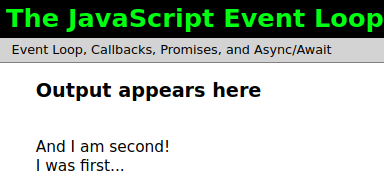 The JavaScript Event Loop
Event Loop, Callbacks, Promises, and Async/Await
Output appears here
And I am second!
I was first...